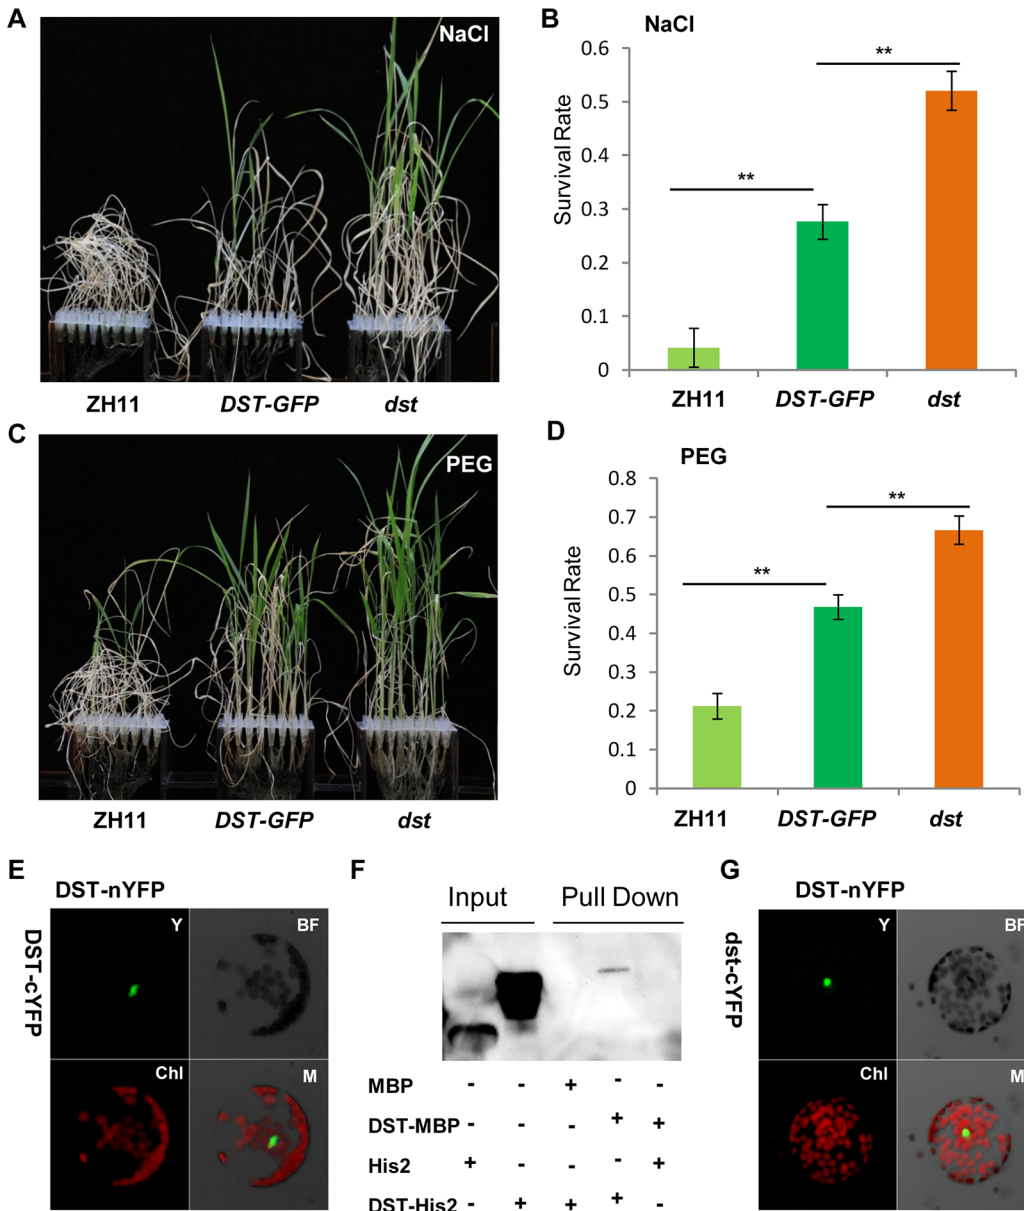 A
NaCl
ZH11 DST-GFP dst
B
NaCl
Survival Rate
0.6
0.5
0.4
0.3
0.2
0.1
0
**
**
ZH11 DST-GFP dst
C
PEG
ZH11 DST-GFP dst
D
PEG
Survival Rate
0.8
0.7
0.6
0.5
0.4
0.3
0.2
0.1
0
**
**
ZH11 DST-GFP dst
E
DST-nYFP
DST-cYFP
Y BF
Chl M
F
Input Pull Down
MBP - - + - -
DST-MBP - - - + +
His2 + - - - +
DST-His2 - + + + -
G
DST-nYFP
dst-cYFP
Y BF
Chl M